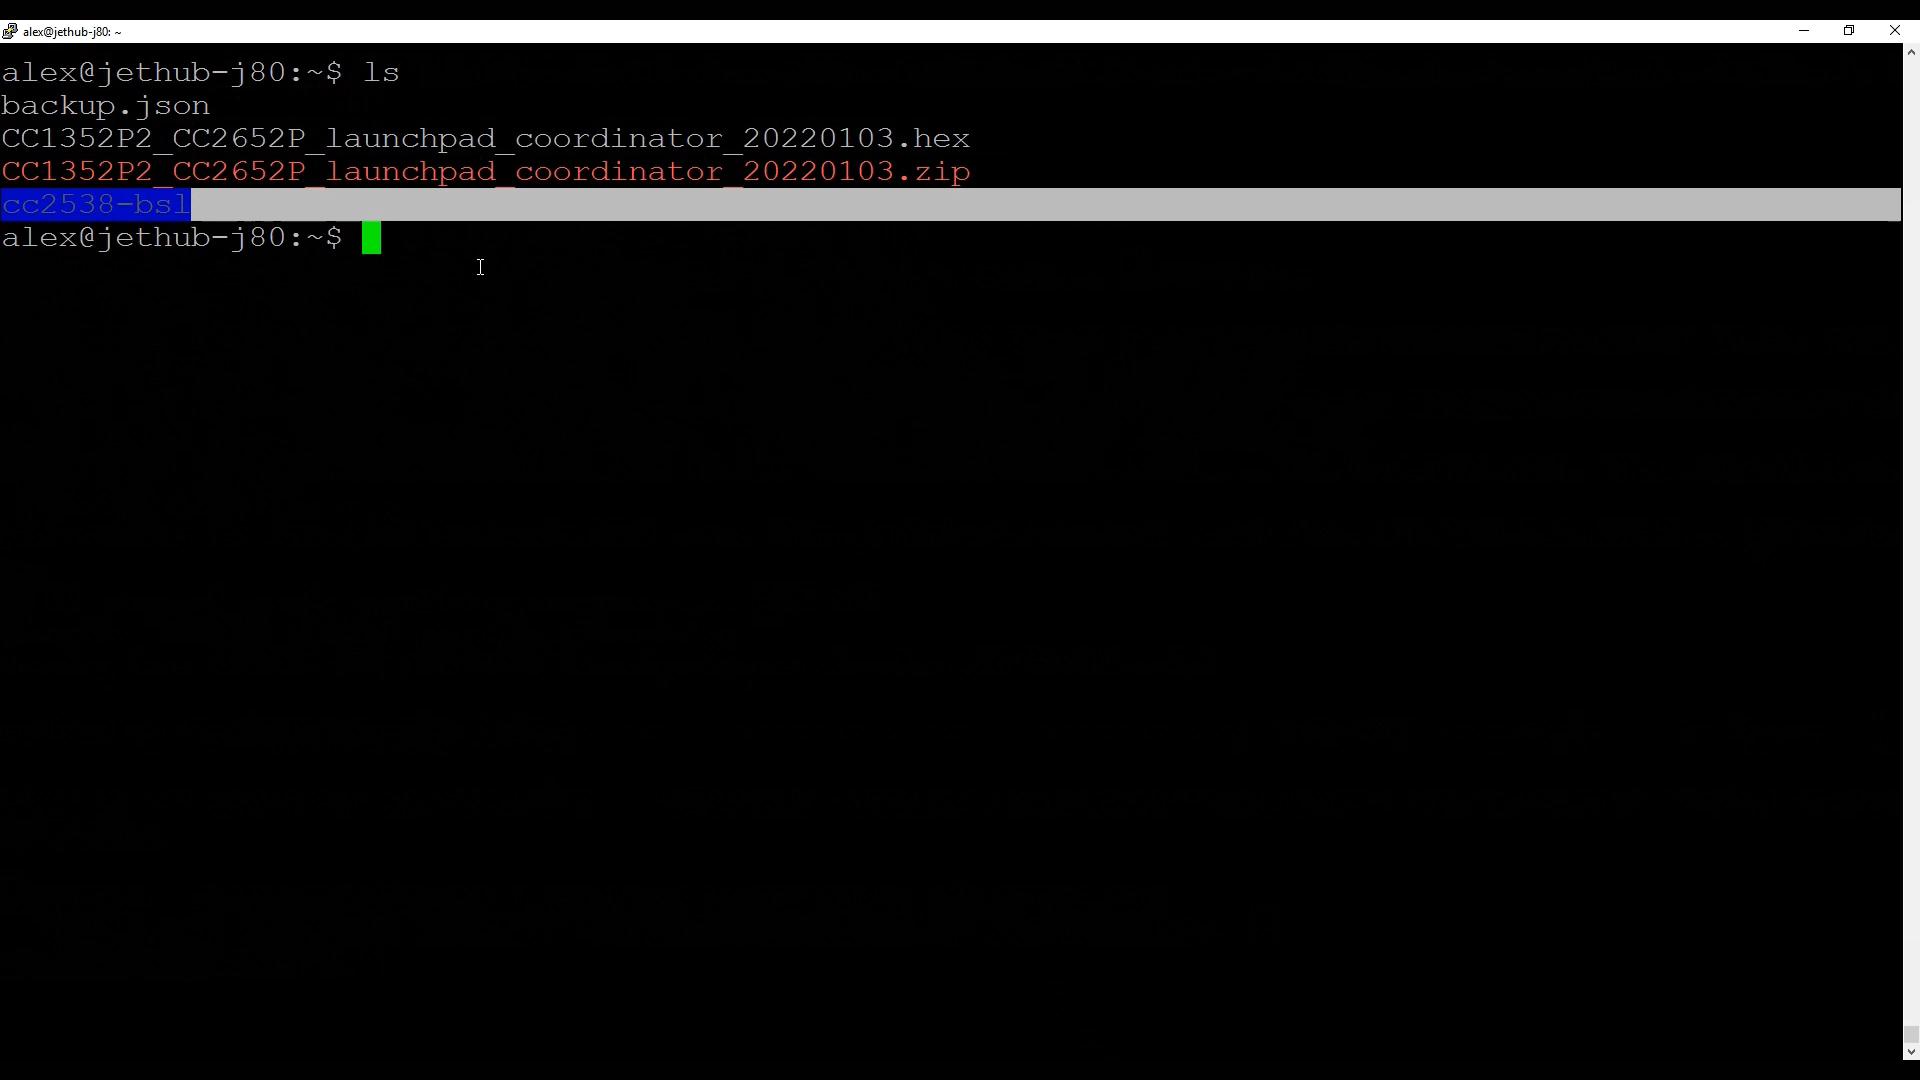 alex@jethub-j80: ~
alex@jethub-j80:~$ ls
backup.json
CC1352P2_CC2652P_launchpad_coordinator_20220103.hex
CC1352P2_CC2652P_launchpad_coordinator_20220103.zip
cc2538-bsl
alex@jethub-j80:~$